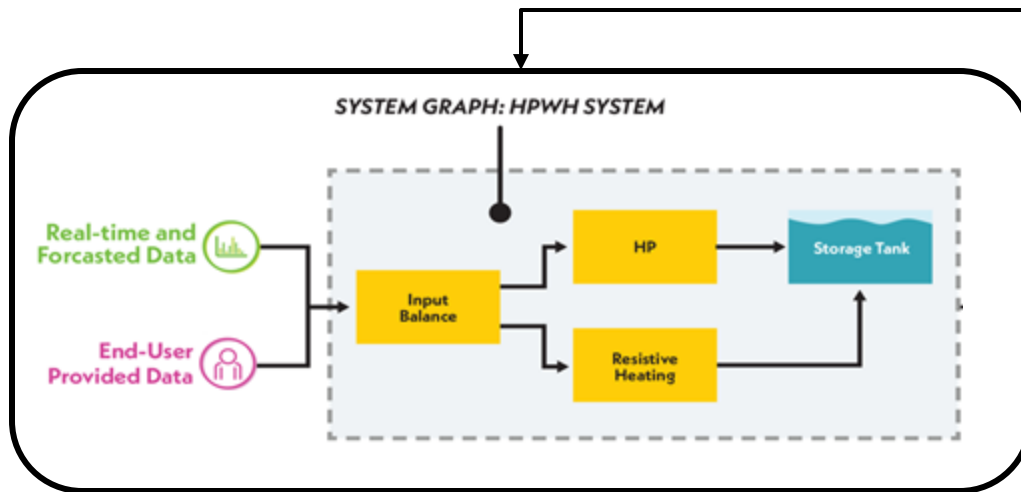 SYSTEM GRAPH: HPWH SYSTEM
Real-time and
Forcasted Data
End-User
Provided Data
Input
Balance
HP
Resistive
Heating
Storage Tank